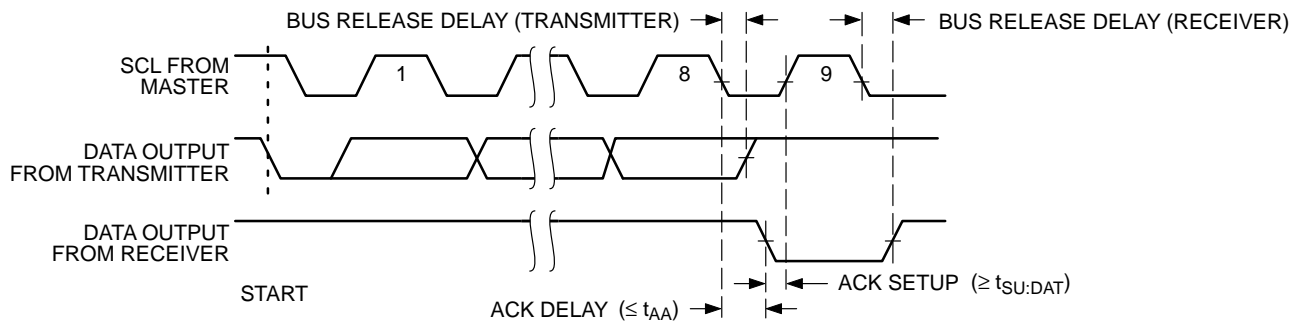 BUS RELEASE DELAY (TRANSMITTER)
BUS RELEASE DELAY (RECEIVER)
SCL FROM
MASTER
1
8
9
DATA OUTPUT
FROM TRANSMITTER
DATA OUTPUT
FROM RECEIVER
START
ACK SETUP (≥ tSU:DAT)
ACK DELAY (≤ tAA)